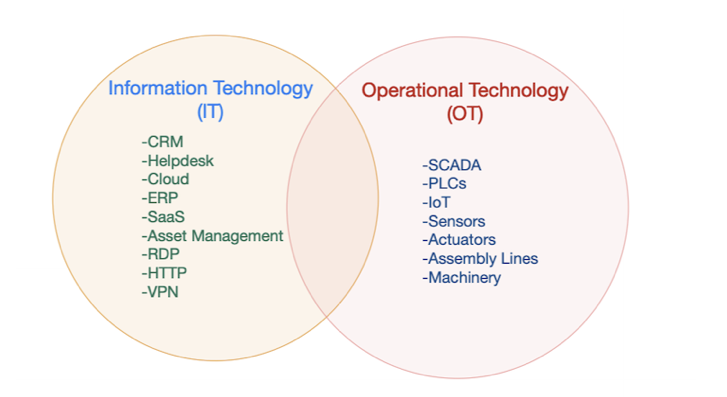 Information Technology
(IT)
-CRM
-Helpdesk
-Cloud
-ERP
-SaaS
-Asset Management
-RDP
-HTTP
-VPN
Operational Technology
(OT)
-SCADA
-PLCs
-IoT
-Sensors
-Actuators
-Assembly Lines
-Machinery